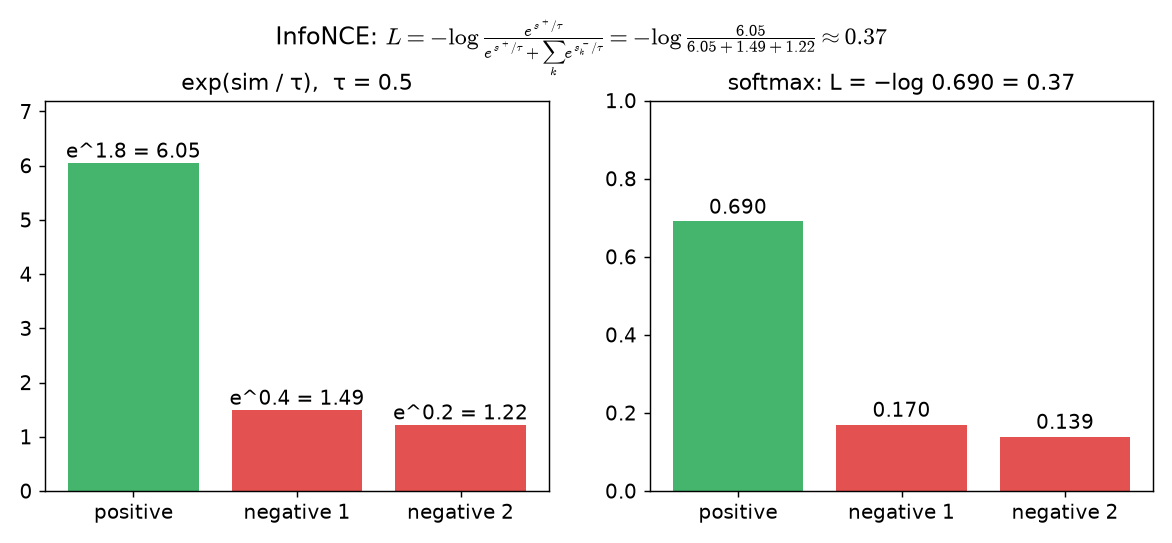 InfoNCE: L = −log e^{s^+/τ} / (e^{s^+/τ} + ∑_k e^{s_k^-/τ}) = −log 6.05 / (6.05 + 1.49 + 1.22) ≈ 0.37
exp(sim / τ),  τ = 0.5
7
6
5
4
3
2
1
0
e^1.8 = 6.05
e^0.4 = 1.49
e^0.2 = 1.22
positive
negative 1
negative 2
softmax: L = −log 0.690 = 0.37
1.0
0.8
0.6
0.4
0.2
0.0
0.690
0.170
0.139
positive
negative 1
negative 2